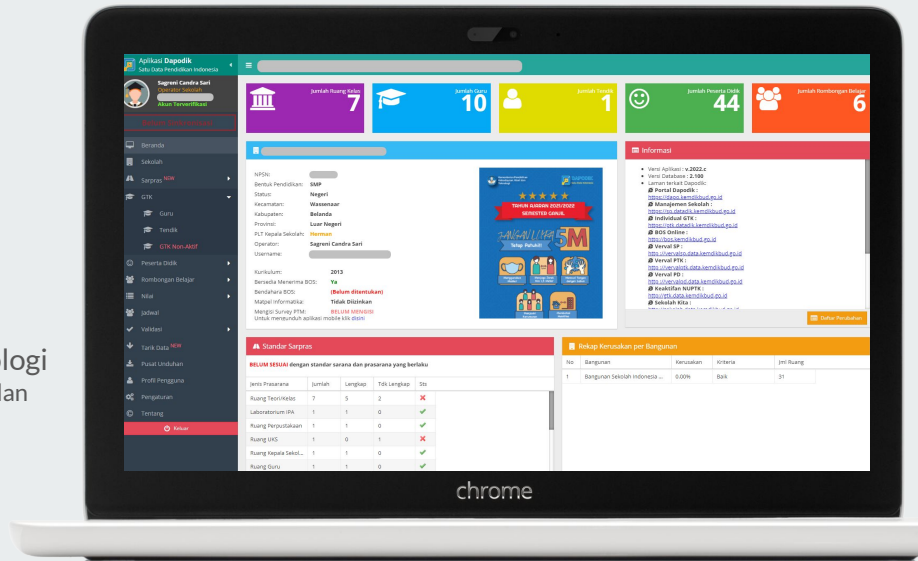 ologi
dan
Aplikasi Dapodik
Satu Data Pendidikan Indonesia
Sagreni Candra Sari
Operator Sekolah
Akun Terverifikasi
Beranda
Sekolah
Sarpras NEW
GTK
Guru
Tendik
GTK Non-Aktif
Peserta Didik
Rombongan Belajar
Nilai
Jadwal
Validasi
Tarik Data NEW
Pusat Unduhan
Profil Pengguna
Pengaturan
Tentang
Keluar
Jumlah Ruang Kelas
7
Jumlah Guru
10
Jumlah Tendik
1
Jumlah Peserta Didik
44
Jumlah Rombongan Belajar
6
NPSN:
Bentuk Pendidikan: SMP
Status: Negeri
Kecamatan: Wassenaar
Kabupaten: Belanda
Provinsi: Luar Negeri
PLT Kepala Sekolah: Herman
Operator: Sagreni Candra Sari
Username:
Kurikulum: 2013
Bersedia Menerima BOS: Ya
Bendahara BOS: (Belum ditentukan)
Matpel Informatika: Tidak Diizinkan
Mengisi Survey PTM: BELUM MENGISI
Untuk mengunduh aplikasi mobile klik disini
DAPODIK
TAHUN AJARAN 2021/2022
SEMESTER GANJIL
JANGAN LUPA
Tetap Patuhi!!
5M
Informasi
Versi Aplikasi : v.2022.c
Versi Database : 2.100
Laman terkait Dapodik:
Portal Dapodik :
https://dapo.kemdikbud.go.id
Manajemen Sekolah :
https://sp.datadik.kemdikbud.go.id
Individual GTK :
https://ptk.datadik.kemdikbud.go.id
BOS Online :
http://bos.kemdikbud.go.id
Verval SP :
http://vervalsp.data.kemdikbud.go.id
Verval PTK :
http://vervalptk.data.kemdikbud.go.id
Verval PD :
http://vervalpd.data.kemdikbud.go.id
Keaktifan NUPTK :
http://gtk.data.kemdikbud.go.id
Sekolah Kita :
Daftar Perubahan
Standar Sarpras
BELUM SESUAI dengan standar sarana dan prasarana yang berlaku
Jenis Prasarana Jumlah Lengkap Tdk Lengkap Sts
Ruang Teori/Kelas 7 5 2
Laboratorium IPA 1 1 0
Ruang Perpustakaan 1 1 0
Ruang UKS 1 0 1
Ruang Kepala Sekol... 1 1 0
Ruang Guru 1 1 0
Rekap Kerusakan per Bangunan
No Bangunan Kerusakan Kriteria Jml Ruang
1 Bangunan Sekolah Indonesia ... 0.00% Baik 31
chrome